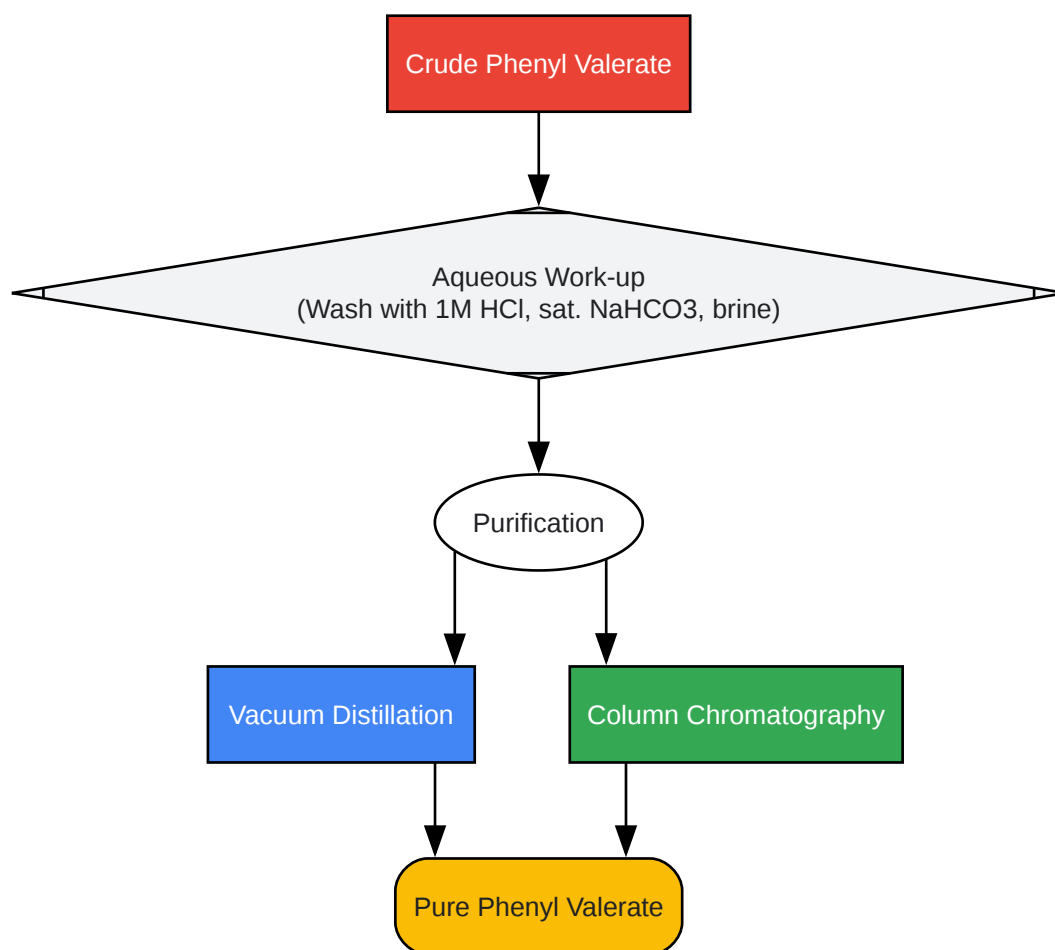 Crude Phenyl Valerate
Aqueous Work-up
(Wash with 1M HCl, sat. NaHCO3, brine)
Purification
Vacuum Distillation
Column Chromatography
Pure Phenyl Valerate